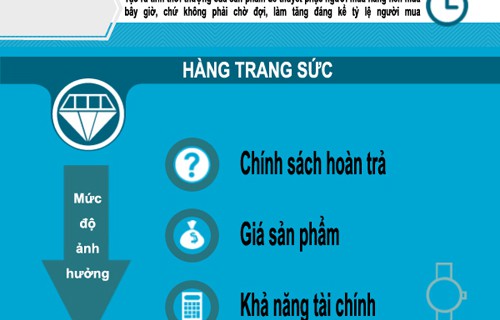 bây giờ, chứ không phải chờ đợi, làm tăng đáng kể tỷ lệ người mua
HÀNG TRANG SỨC
Chính sách hoàn trả
Mức
độ
ảnh
hưởng
Giá sản phẩm
Khả năng tài chính